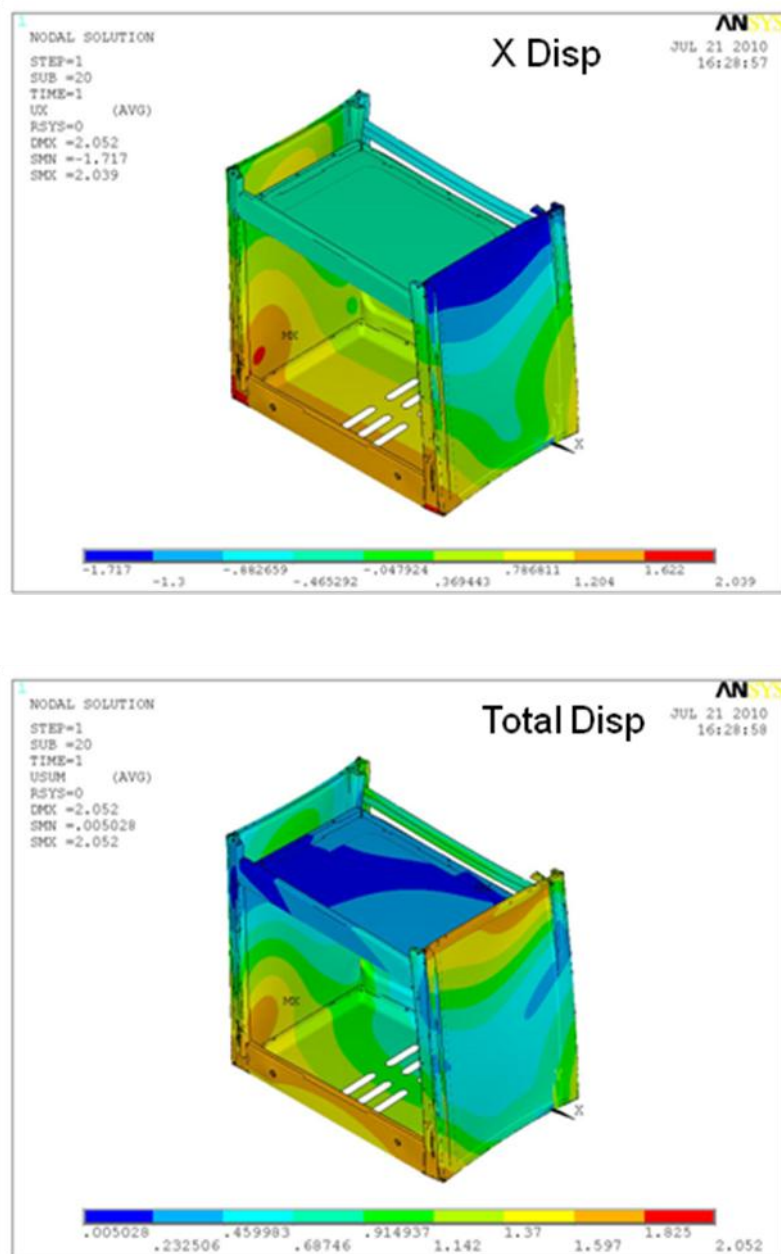 1
ANSYS
NODAL SOLUTION
X Disp
JUL 21 2010
16:28:57
STEP=1
SUB =20
TIME=1
UX (AVG)
RSYS=0
DMX =2.052
SMN =-1.717
SMX =2.039
MX
X
-1.717 -.882659 -.047924 .786811 1.622
-1.3 -.465292 .369443 1.204 2.039
1
ANSYS
NODAL SOLUTION
Total Disp
JUL 21 2010
16:28:58
STEP=1
SUB =20
TIME=1
USUM (AVG)
RSYS=0
DMX =2.052
SMN =.005028
SMX =2.052
MX
X
.005028 .459983 .914937 1.37 1.825
.232506 .68746 1.142 1.597 2.052